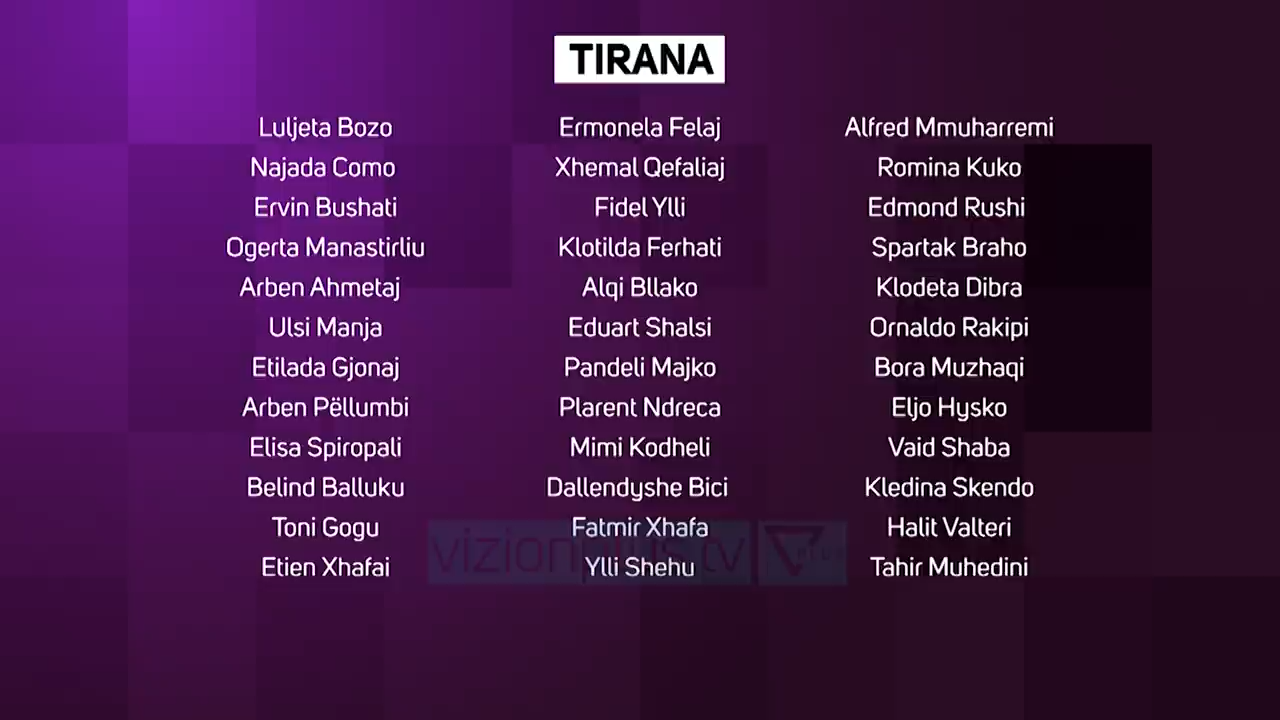 TIRANA
Luljeta Bozo
Najada Como
Ervin Bushati
Ogerta Manastirliu
Arben Ahmetaj
Ulsi Manja
Etilada Gjonaj
Arben Pëllumbi
Elisa Spiropali
Belind Balluku
Toni Gogu
Etien Xhafai
Ermonela Felaj
Xhemal Qefaliaj
Fidel Ylli
Klotilda Ferhati
Alqi Bllako
Eduart Shalsi
Pandeli Majko
Plarent Ndreca
Mimi Kodheli
Dallendyshe Bici
Fatmir Xhafa
Ylli Shehu
Alfred Mmuharremi
Romina Kuko
Edmond Rushi
Spartak Braho
Klodeta Dibra
Ornaldo Rakipi
Bora Muzhaqi
Eljo Hysko
Vaid Shaba
Kledina Skendo
Halit Valteri
Tahir Muhedini
vizionplus.tv plus